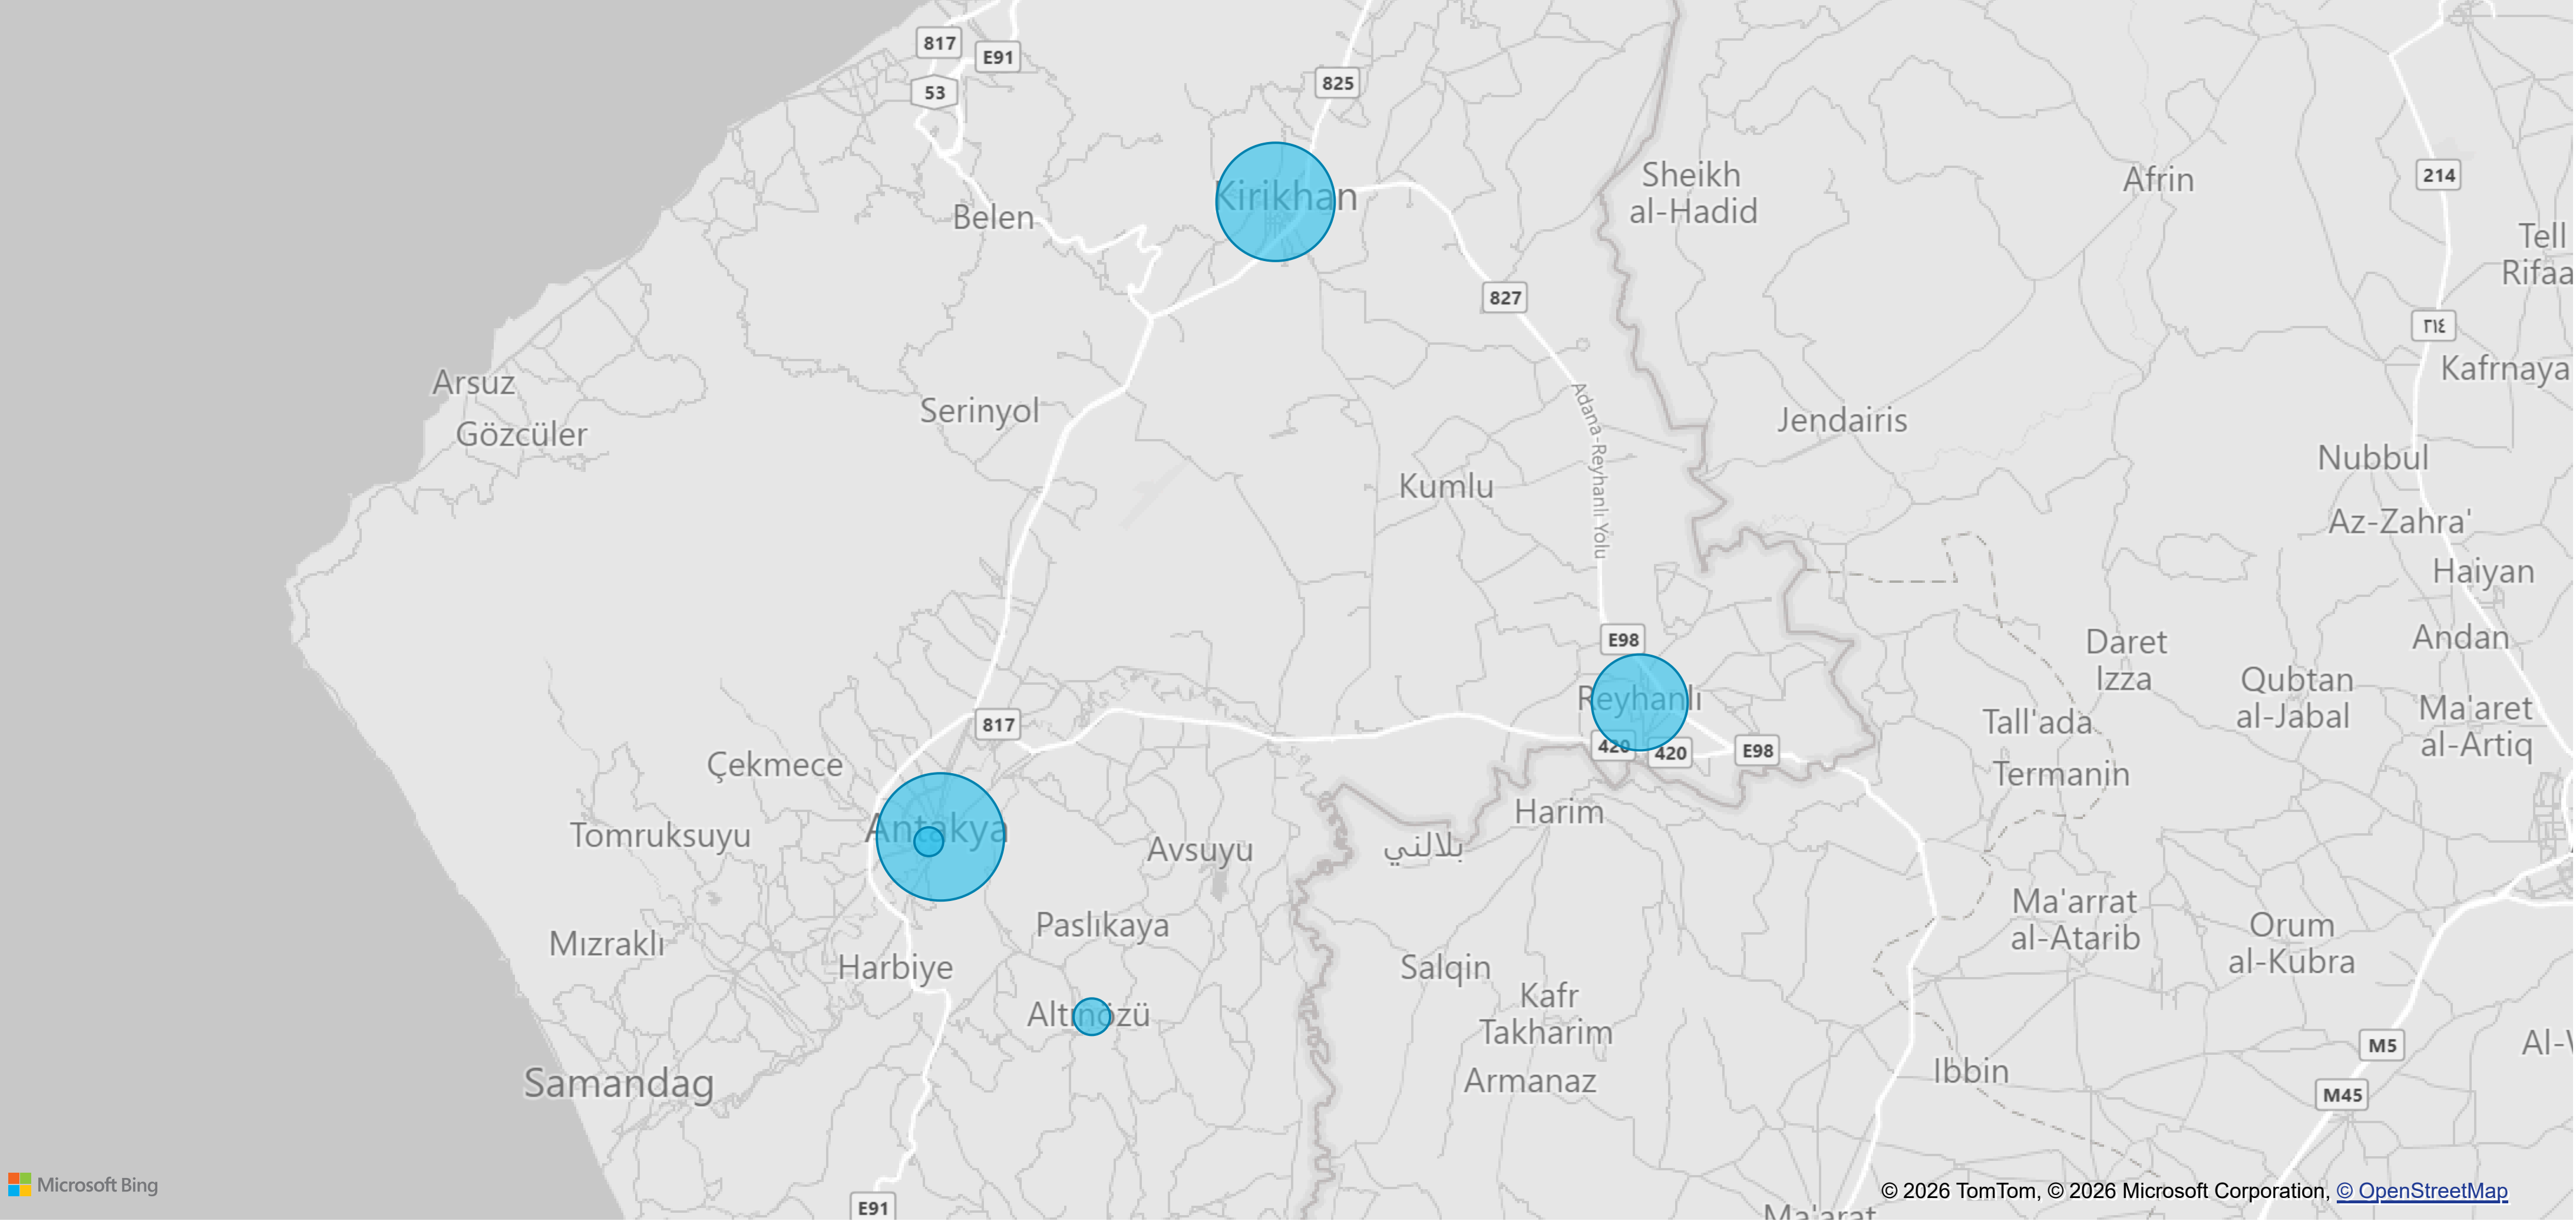 817
E91
53
825
Kirikhan
Belen
Sheikh
al-Hadid
Afrin
214
Tell
Rifaa
827
٢١٤
Kafrnaya
Arsuz
Gözcüler
Serinyol
Adana-Reyhanlı Yolu
Jendairis
Kumlu
Nubbul
Az-Zahra'
Haiyan
E98
Andan
Daret
Izza
Reyhanlı
Qubtan
al-Jabal
Ma'aret
al-Artiq
817
Tall'ada
420
420
E98
Çekmece
Termanin
Harim
Antakya
Tomruksuyu
Avsuyu
بلالني
Ma'arrat
al-Atarib
Paslıkaya
Orum
al-Kubra
Mızraklı
Harbiye
Salqin
Kafr
Takharim
Altınözü
M5
Al-
Samandag
Armanaz
Ibbin
M45
Microsoft Bing
E91
© 2026 TomTom, © 2026 Microsoft Corporation, © OpenStreetMap
Ma'arat